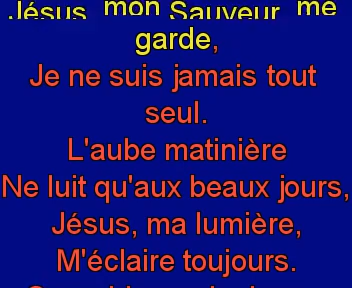 Jésus, mon Sauveur, me
garde,
Je ne suis jamais tout
seul.
L'aube matinière
Ne luit qu'aux beaux jours,
Jésus, ma lumière,
M'éclaire toujours.